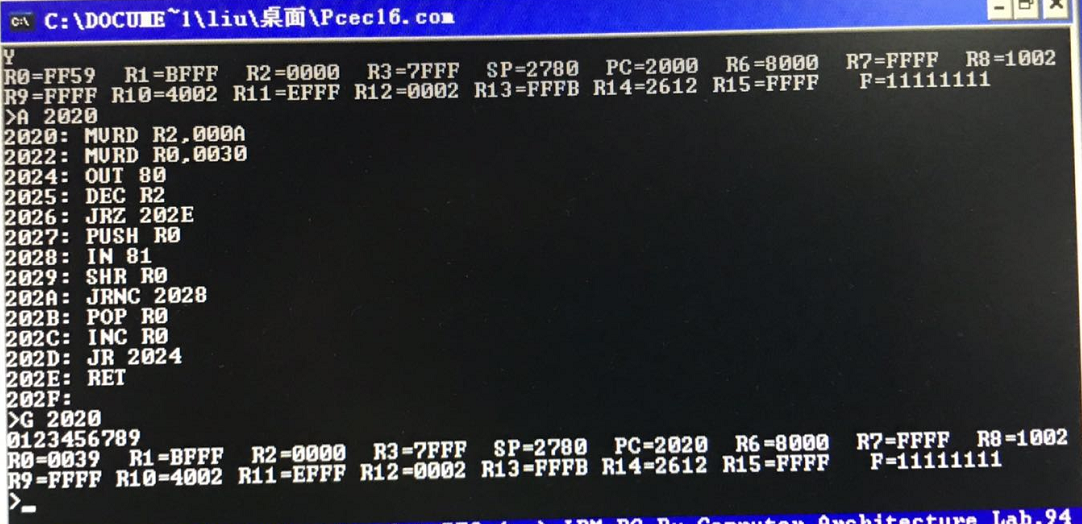 C:\DOCUME~1\liu\桌面\Pcec16.com
Y
R0=FF59 R1=BFFF R2=0000 R3=7FFF SP=2780 PC=2000 R6=8000 R7=FFFF R8=1002
R9=FFFF R10=4002 R11=EFFF R12=0002 R13=FFFB R14=2612 R15=FFFF F=11111111
>A 2020
2020: MVRD R2,000A
2022: MVRD R0,0030
2024: OUT 80
2025: DEC R2
2026: JRZ 202E
2027: PUSH R0
2028: IN 81
2029: SHR R0
202A: JRNC 2028
202B: POP R0
202C: INC R0
202D: JR 2024
202E: RET
202F:
>G 2020
0123456789
R0=0039 R1=BFFF R2=0000 R3=7FFF SP=2780 PC=2020 R6=8000 R7=FFFF R8=1002
R9=FFFF R10=4002 R11=EFFF R12=0002 R13=FFFB R14=2612 R15=FFFF F=11111111
>_
IBM PC By Computer Architecture Lab.94